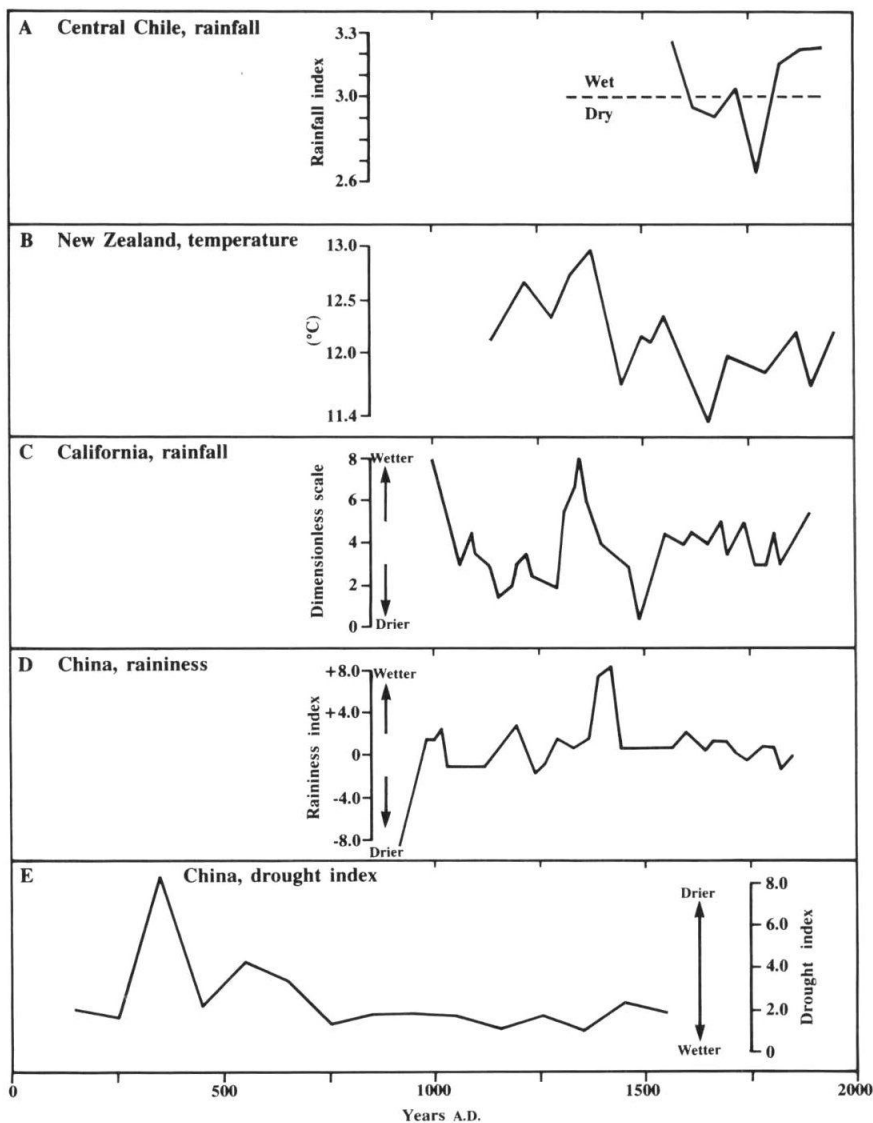 A Central Chile, rainfall
Rainfall index
3.3
3.0
2.6
Wet
Dry
B New Zealand, temperature
(°C)
13.0
12.5
12.0
11.4
C California, rainfall
Dimensionless scale
8
6
4
2
0
Wetter
Drier
D China, raininess
Raininess index
+8.0
+4.0
0
-4.0
-8.0
Wetter
Drier
E China, drought index
Drier
Wetter
8.0
4.0
2.0
0
Drought index
0 500 1000 1500 2000
Years A.D.